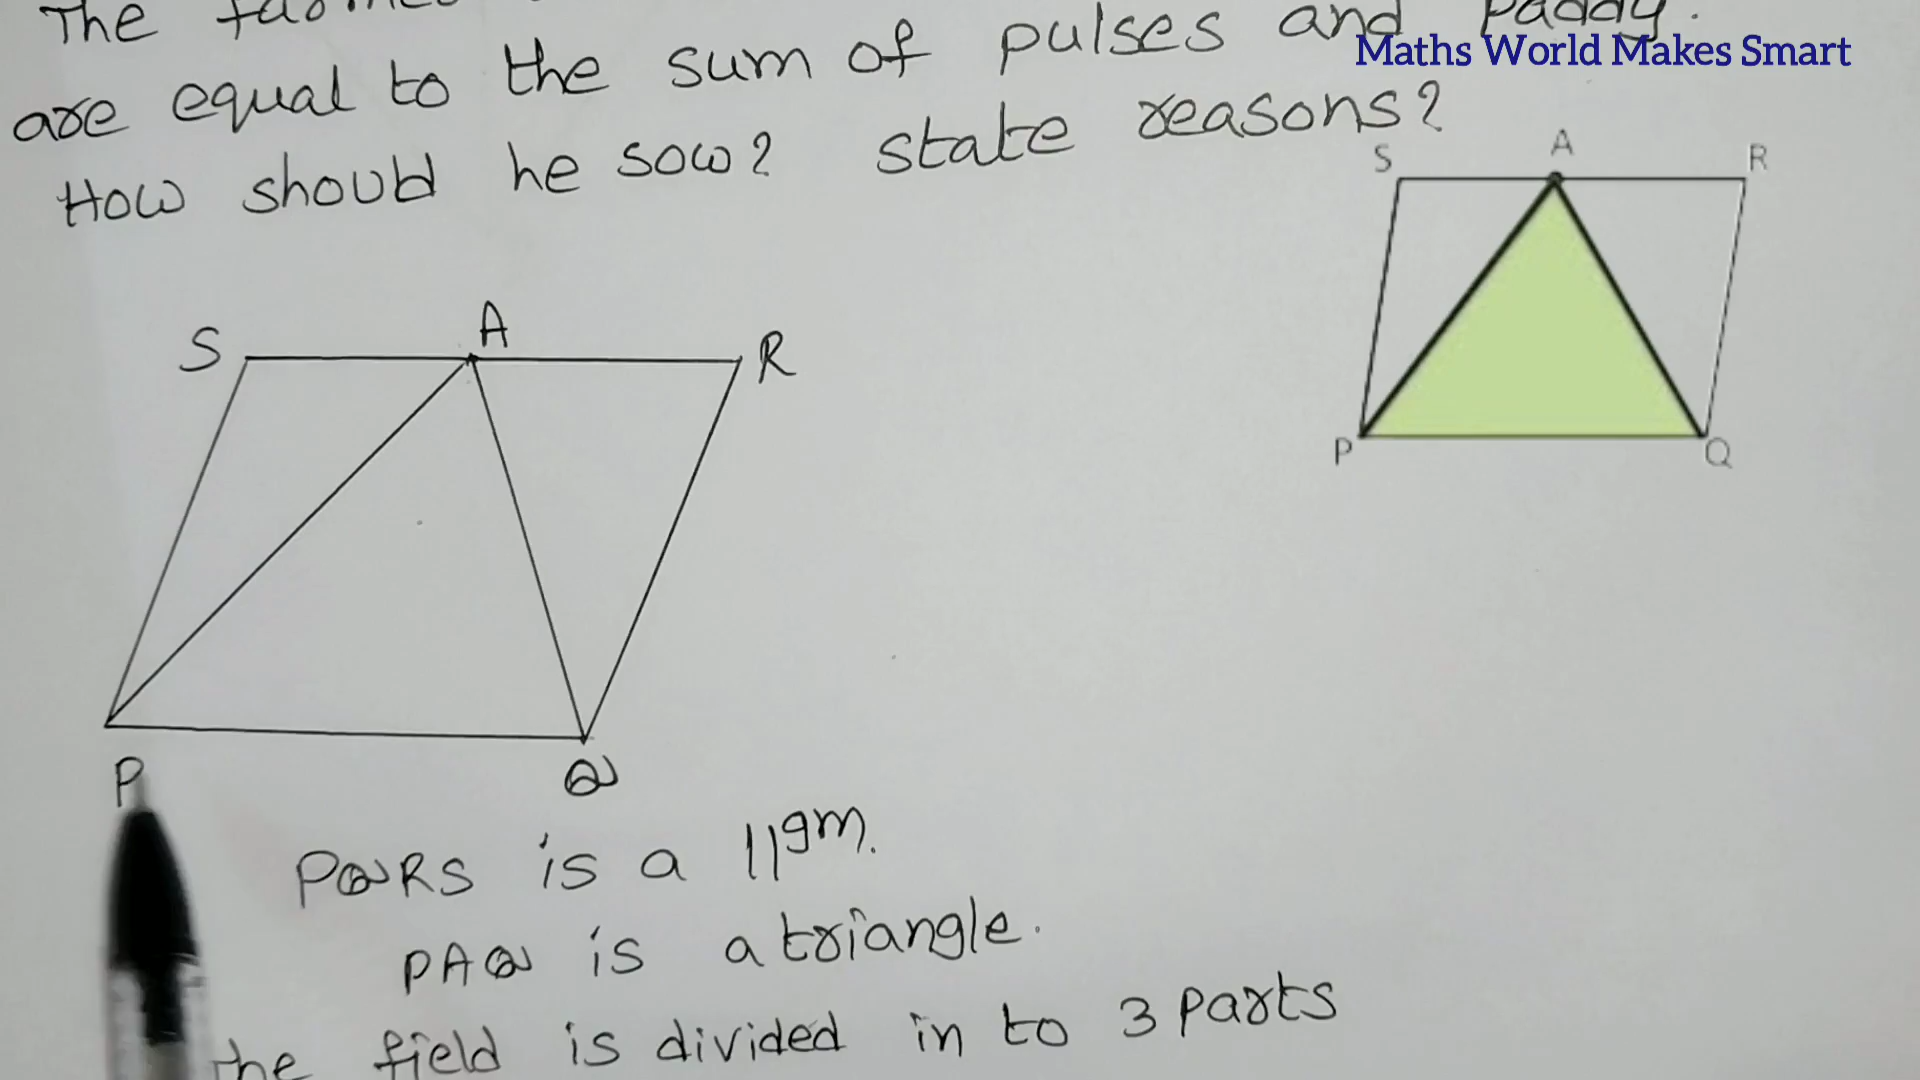 The
are equal to the sum of pulses and Paddy.
Maths World Makes Smart
How should he sow? state reasons?
S A R
P Q
S A R
P Q
PQRS is a ||gm.
PAQ is a triangle.
the field is divided in to 3 parts